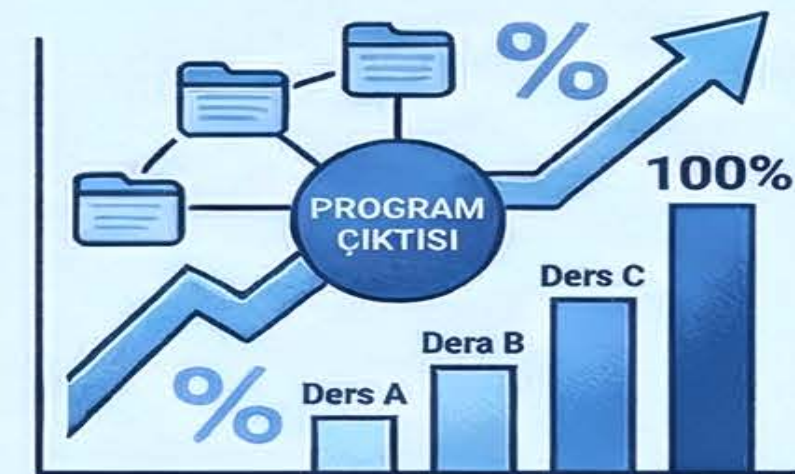 %
100%
PROGRAM
ÇIKTISI
Ders C
Dera B
%
Ders A